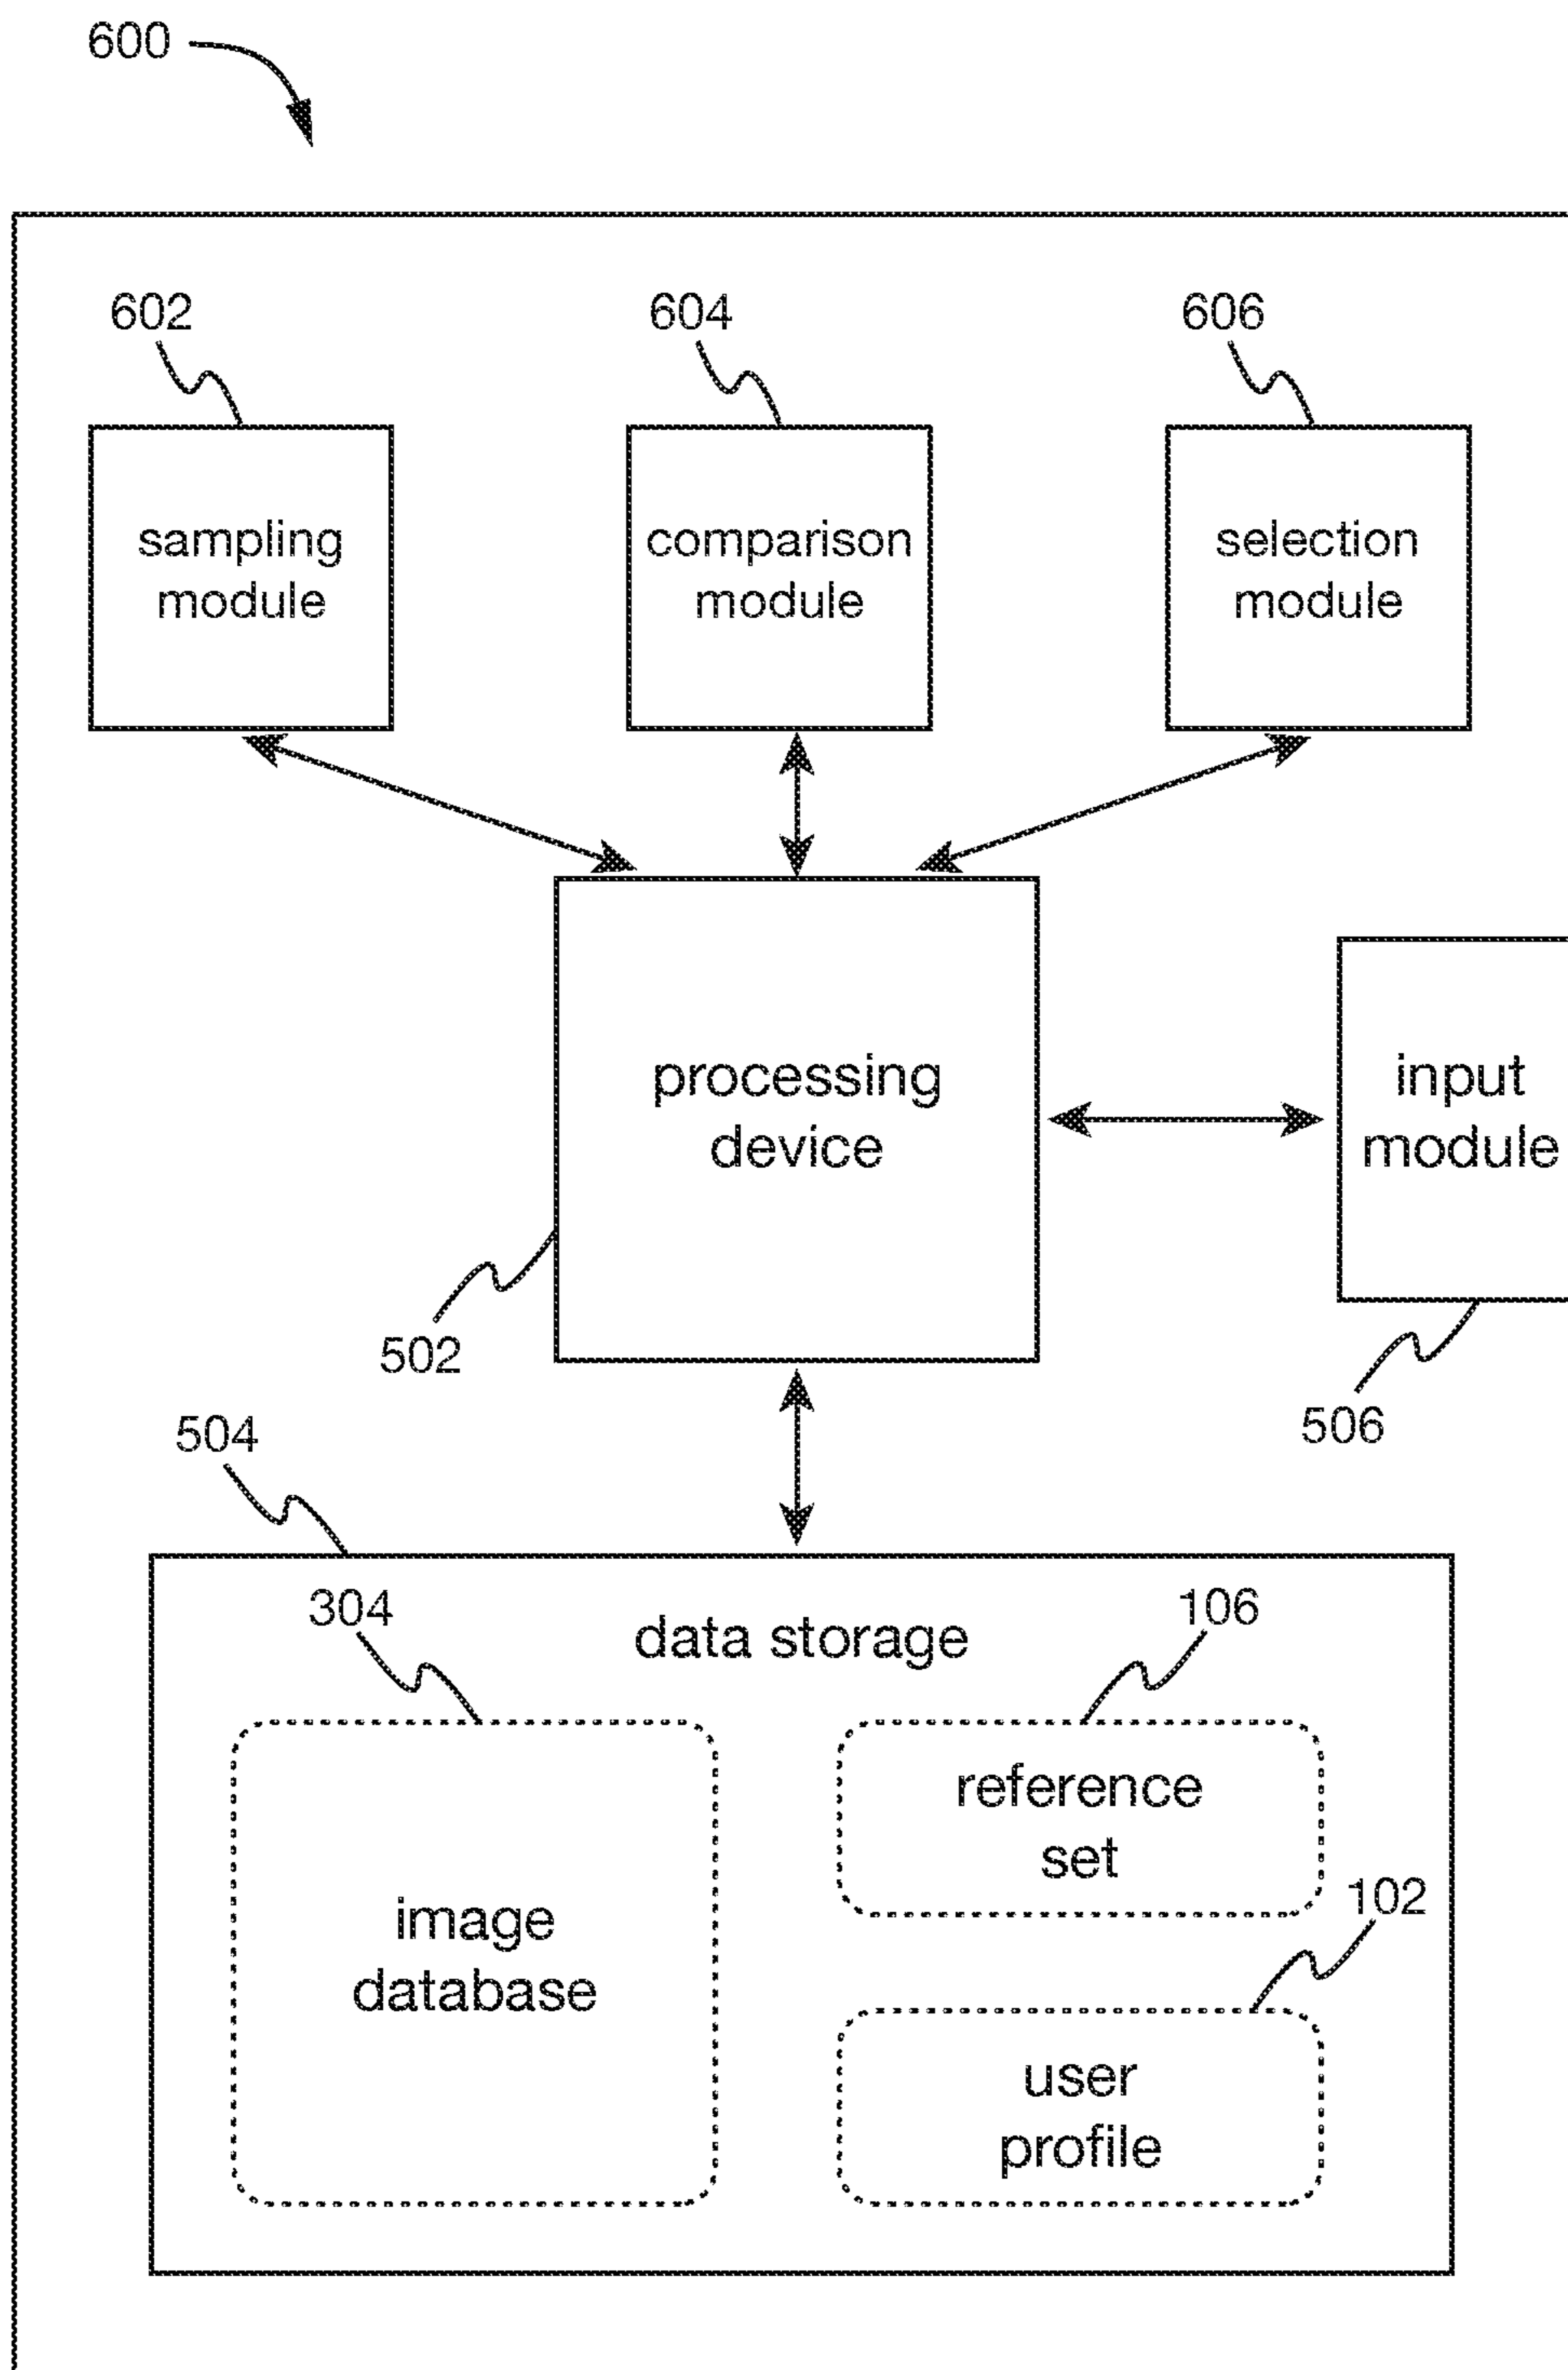 600
602
604
606
sampling
module
comparison
module
selection
module
processing
device
input
module
502
506
504
data storage
304
106
image
database
reference
set
102
user
profile